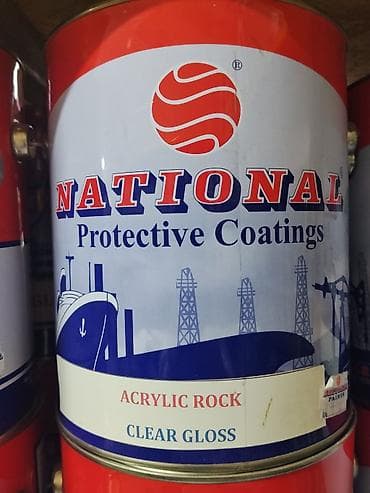 ®
NATIONAL
Protective Coatings
ACRYLIC ROCK
CLEAR GLOSS